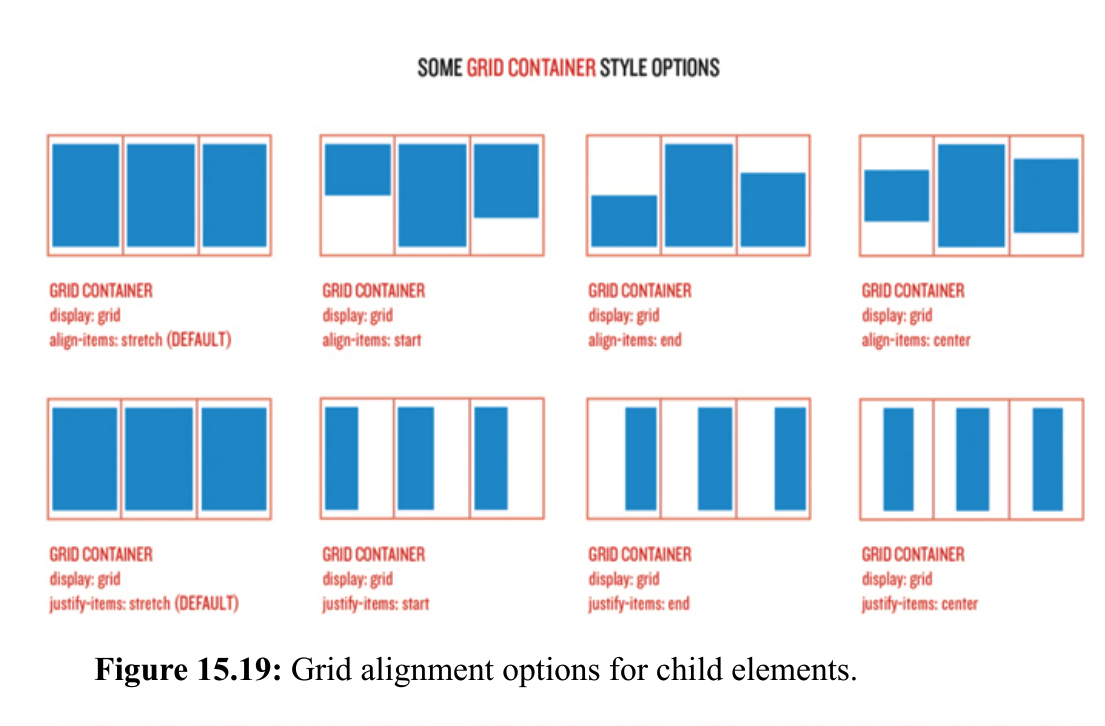 SOME GRID CONTAINER STYLE OPTIONS
GRID CONTAINER
display: grid
align-items: stretch (DEFAULT)
GRID CONTAINER
display: grid
align-items: start
GRID CONTAINER
display: grid
align-items: end
GRID CONTAINER
display: grid
align-items: center
GRID CONTAINER
display: grid
justify-items: stretch (DEFAULT)
GRID CONTAINER
display: grid
justify-items: start
GRID CONTAINER
display: grid
justify-items: end
GRID CONTAINER
display: grid
justify-items: center
Figure 15.19: Grid alignment options for child elements.